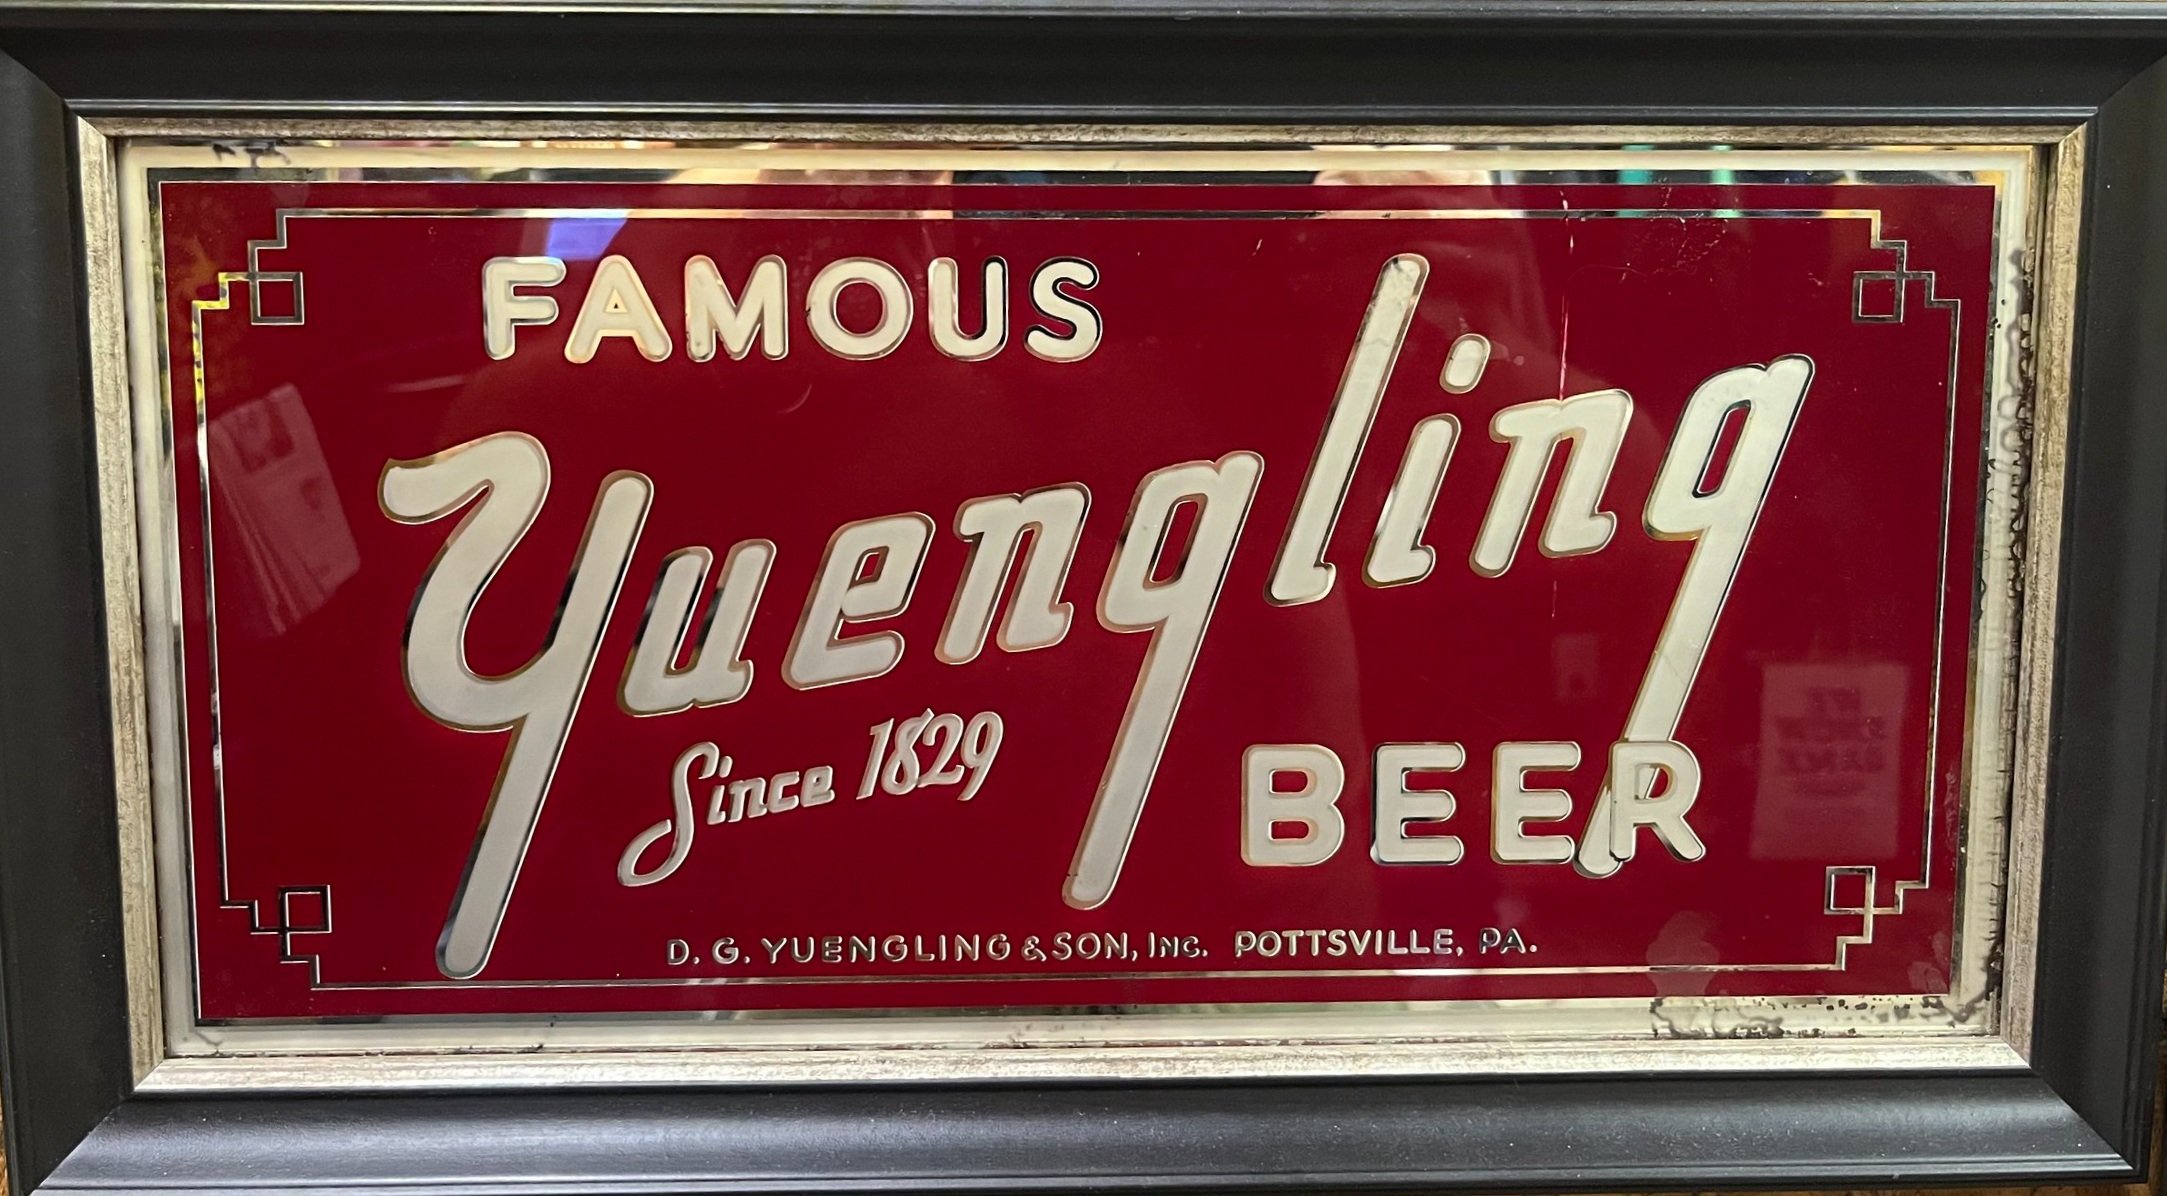 FAMOUS
Yuengling
Since 1829
BEER
D. G. YUENGLING & SON, INC. POTTSVILLE, PA.